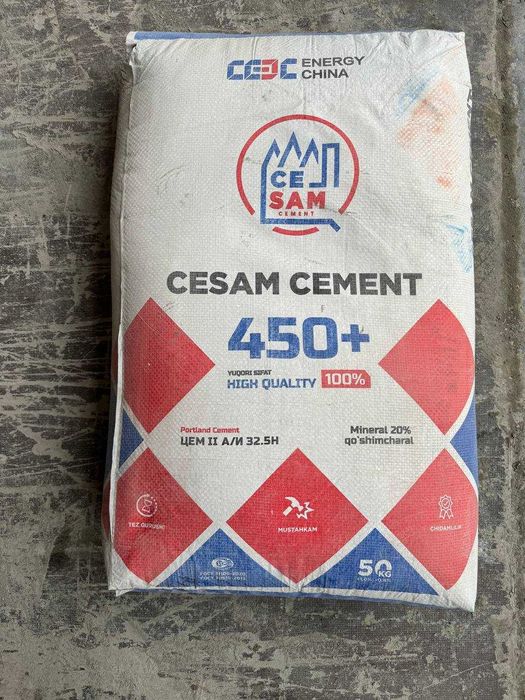 CEEC ENERGY
CHINA
CE
SAM
CEMENT
CESAM CEMENT
450+
YUQORI SIFAT
HIGH QUALITY 100%
Portland Cement
ЦЕМ II А/И 32.5Н
Mineral 20%
qo'shimcharal
TEZ QURUSHI
MUSTAHKAM
CHIDAMLILIK
50 KG